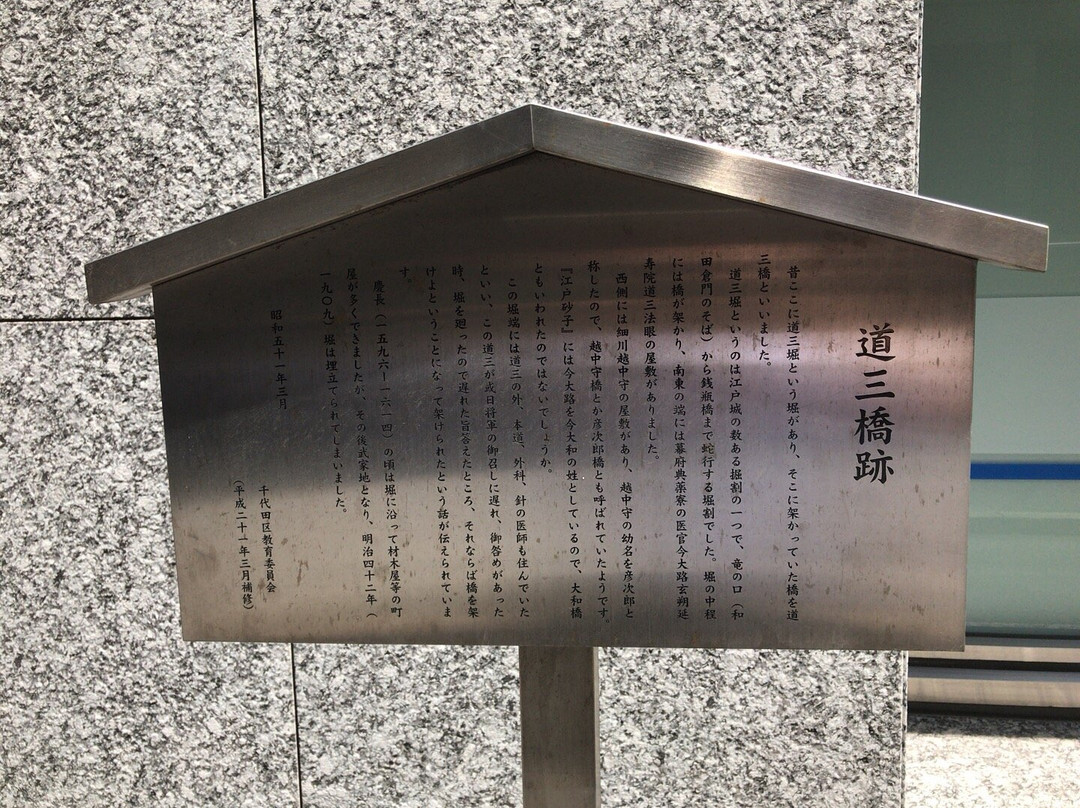 道三橋跡
昔ここに道三堀という堀があり、そこに架かっていた橋を道
三橋といいました。
道三堀というのは江戸城の数ある掘割の一つで、竜の口（和
田倉門のそば）から銭瓶橋まで蛇行する堀割でした。堀の中程
には橋が架かり、南東の端には幕府典薬寮の医官今大路玄朔延
寿院道三法眼の屋敷がありました。
西側には細川越中守の屋敷があり、越中守の幼名を彦次郎と
称したので、越中守橋とか彦次郎橋とも呼ばれていたようです。
『江戸砂子』には今大路を今大和の姓としているので、大和橋
ともいわれたのではないでしょうか。
この堀端には道三の外、本道、外科、針の医師も住んでいた
といい、この道三が或日将軍の御召しに遅れ、御咎めがあった
時、堀を廻ったので遅れた旨答えたところ、それならば橋を架
けよということになって架けられたという話が伝えられていま
す。
慶長（一五九六ー一六一四）の頃は堀に沿って材木屋等の町
屋が多くできましたが、その後武家地となり、明治四十二年（
一九〇九）堀は埋立てられてしまいました。
昭和五十一年三月
千代田区教育委員会
（平成二十一年三月補修）